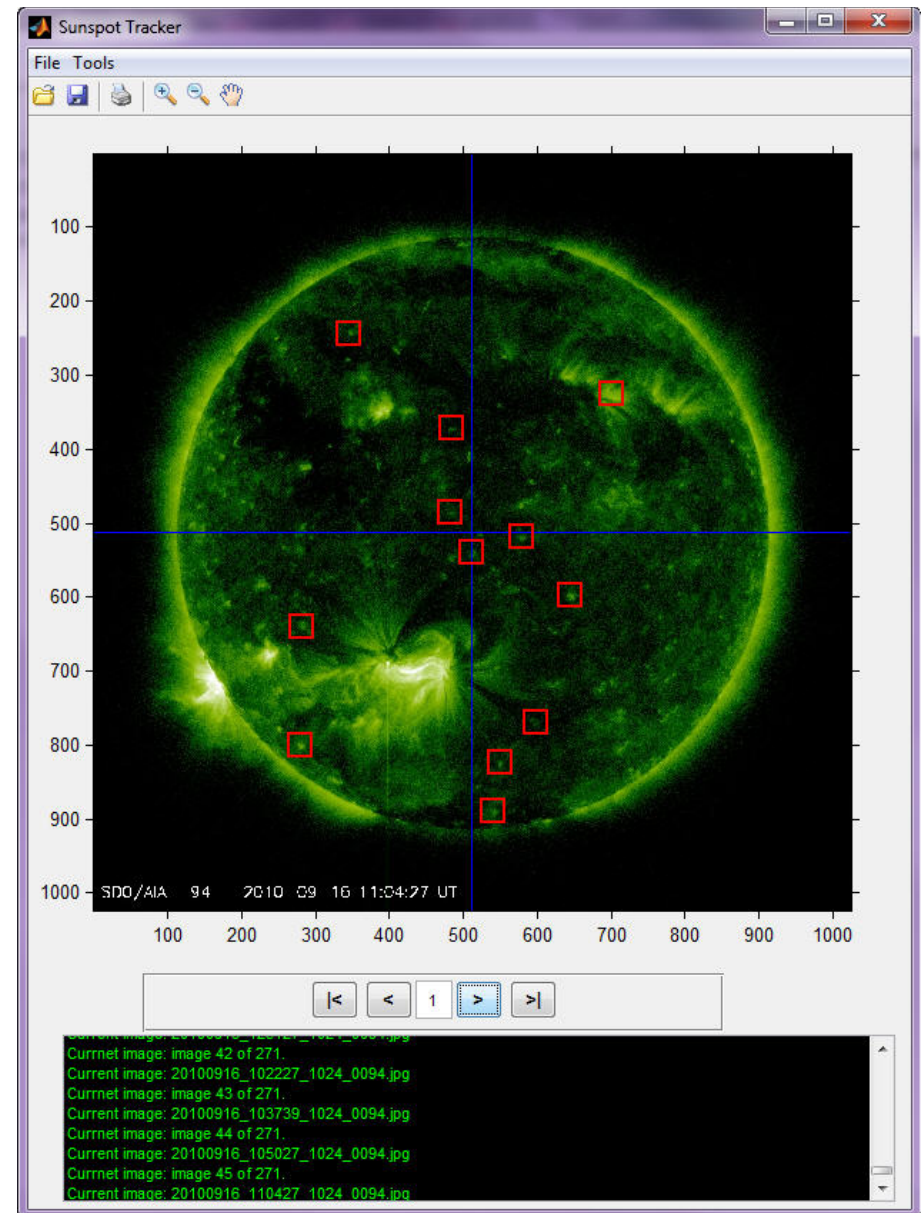 Sunspot Tracker
File Tools
100
200
300
400
500
600
700
800
900
1000
SDO/AIA 94 2010 09 16 11:04:27 UT
100 200 300 400 500 600 700 800 900 1000
|< < 1 > >|
Currnet image: image 42 of 271.
Current image: 20100916_102227_1024_0094.jpg
Currnet image: image 43 of 271.
Current image: 20100916_103739_1024_0094.jpg
Currnet image: image 44 of 271.
Current image: 20100916_105027_1024_0094.jpg
Currnet image: image 45 of 271.
Current image: 20100916_110427_1024_0094.jpg